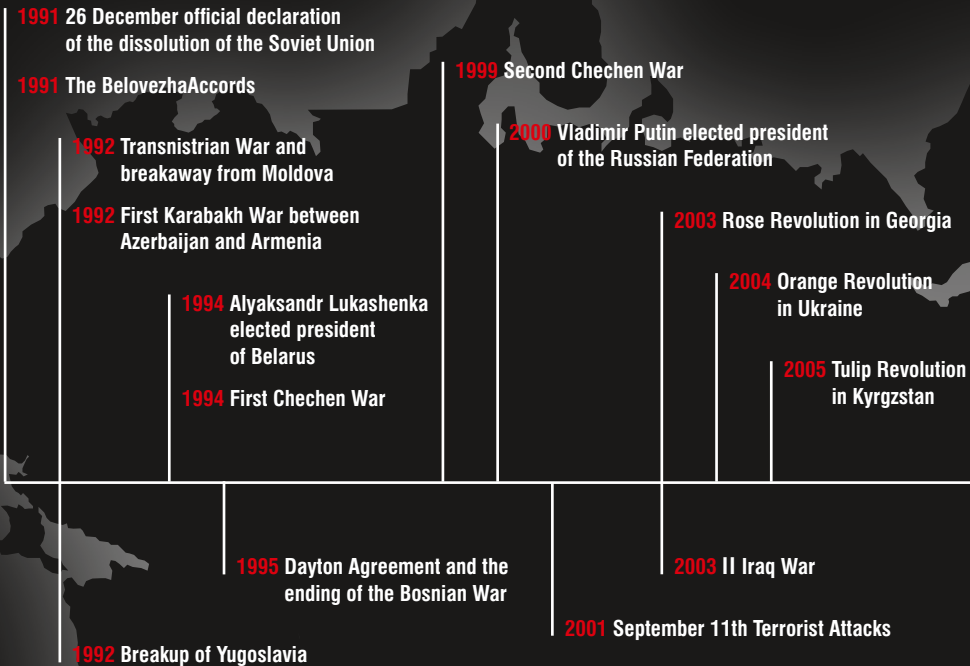 1991 26 December official declaration
of the dissolution of the Soviet Union
1991 The BelovezhaAccords
1992 Transnistrian War and
breakaway from Moldova
1992 First Karabakh War between
Azerbaijan and Armenia
1994 Alyaksandr Lukashenka
elected president
of Belarus
1994 First Chechen War
1999 Second Chechen War
2000 Vladimir Putin elected president
of the Russian Federation
2003 Rose Revolution in Georgia
2004 Orange Revolution
in Ukraine
2005 Tulip Revolution
in Kyrgzstan
1995 Dayton Agreement and the
ending of the Bosnian War
2003 II Iraq War
2001 September 11th Terrorist Attacks
1992 Breakup of Yugoslavia